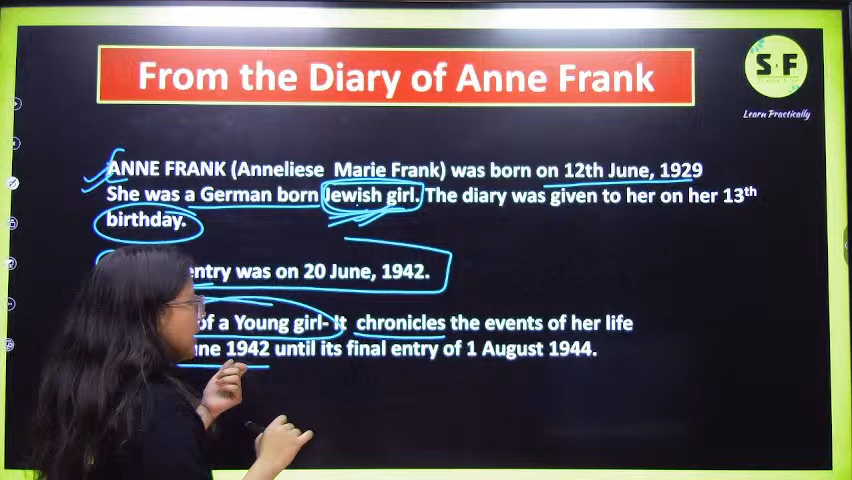 From the Diary of Anne Frank
S & F
Learn Practically
ANNE FRANK (Anneliese Marie Frank) was born on 12th June, 1929
She was a German born Jewish girl. The diary was given to her on her 13th
birthday.
entry was on 20 June, 1942.
of a Young girl- It chronicles the events of her life
June 1942 until its final entry of 1 August 1944.